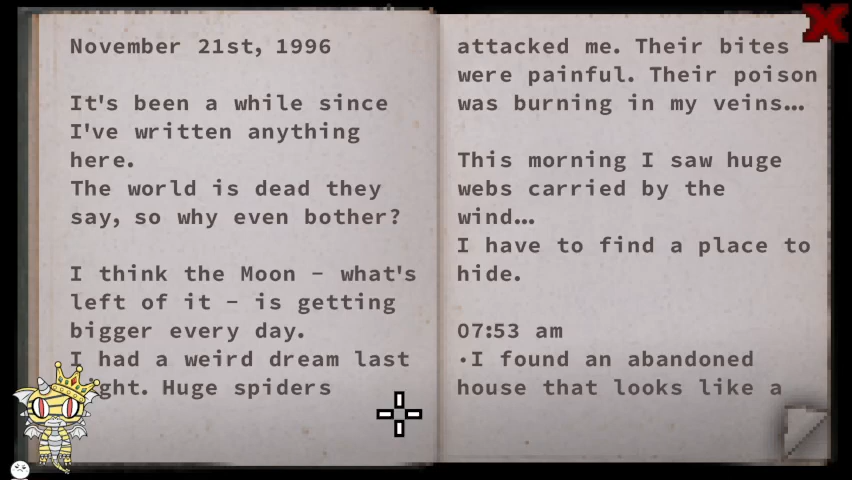 November 21st, 1996
It's been a while since
I've written anything
here.
The world is dead they
say, so why even bother?
I think the Moon - what's
left of it - is getting
bigger every day.
I had a weird dream last
ght. Huge spiders
attacked me. Their bites
were painful. Their poison
was burning in my veins...
This morning I saw huge
webs carried by the
wind...
I have to find a place to
hide.
07:53 am
·I found an abandoned
house that looks like a